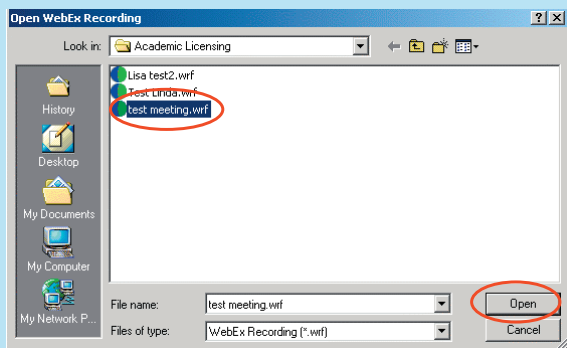 Open WebEx Recording
Look in: Academic Licensing
Lisa test2.wrf
Test Linda.wrf
test meeting.wrf
History
Desktop
My Documents
My Computer
My Network P...
File name: test meeting.wrf Open
Files of type: WebEx Recording (*.wrf) Cancel